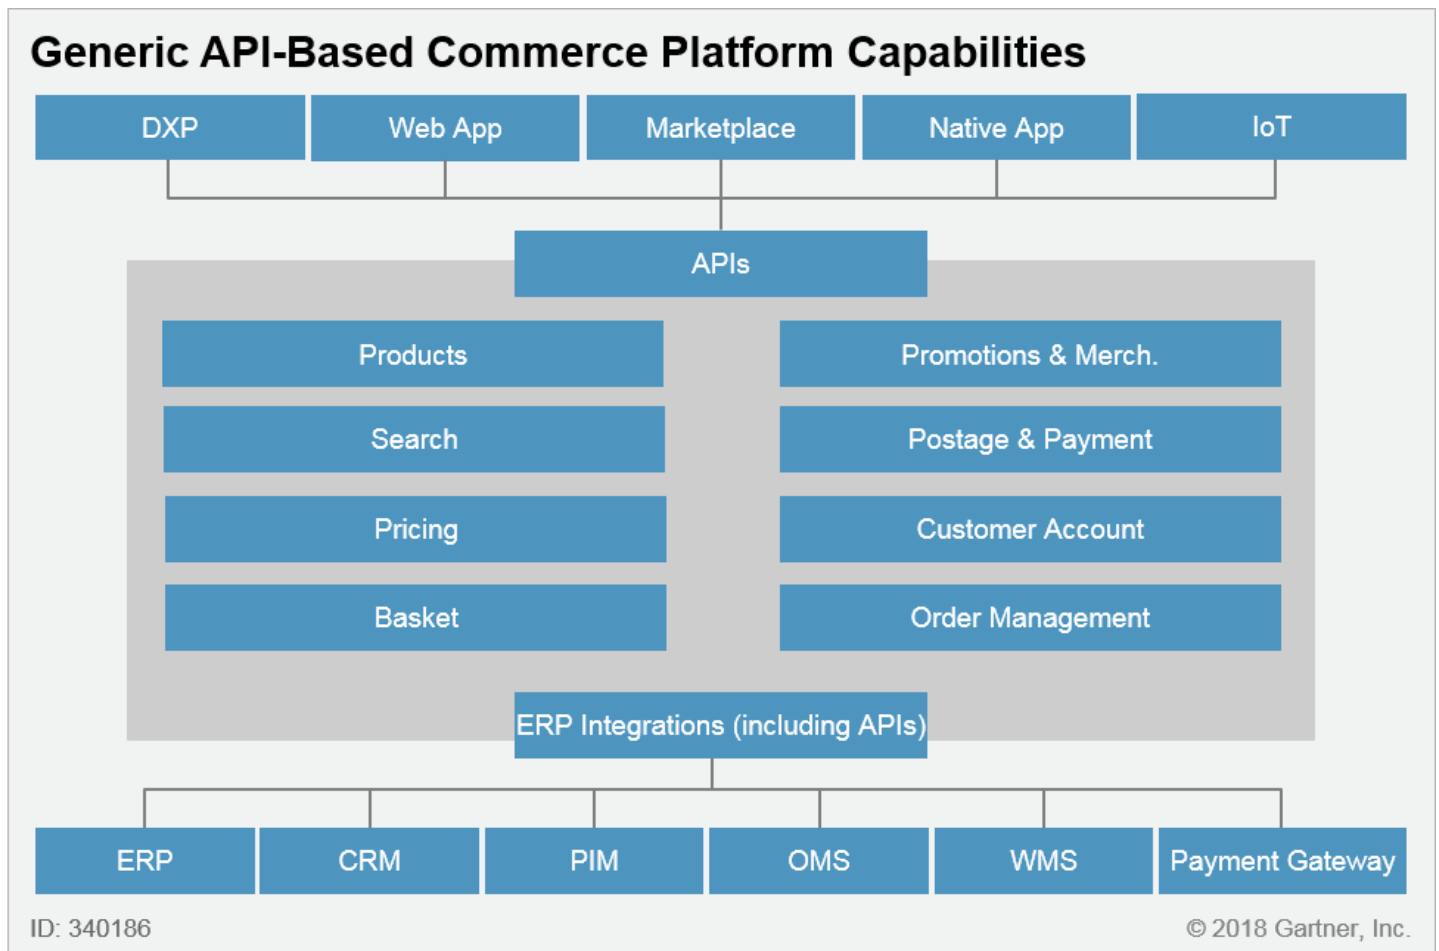 Generic API-Based Commerce Platform Capabilities
DXP
Web App
Marketplace
Native App
IoT
APIs
Products
Promotions & Merch.
Search
Postage & Payment
Pricing
Customer Account
Basket
Order Management
ERP Integrations (including APIs)
ERP
CRM
PIM
OMS
WMS
Payment Gateway
ID: 340186
© 2018 Gartner, Inc.